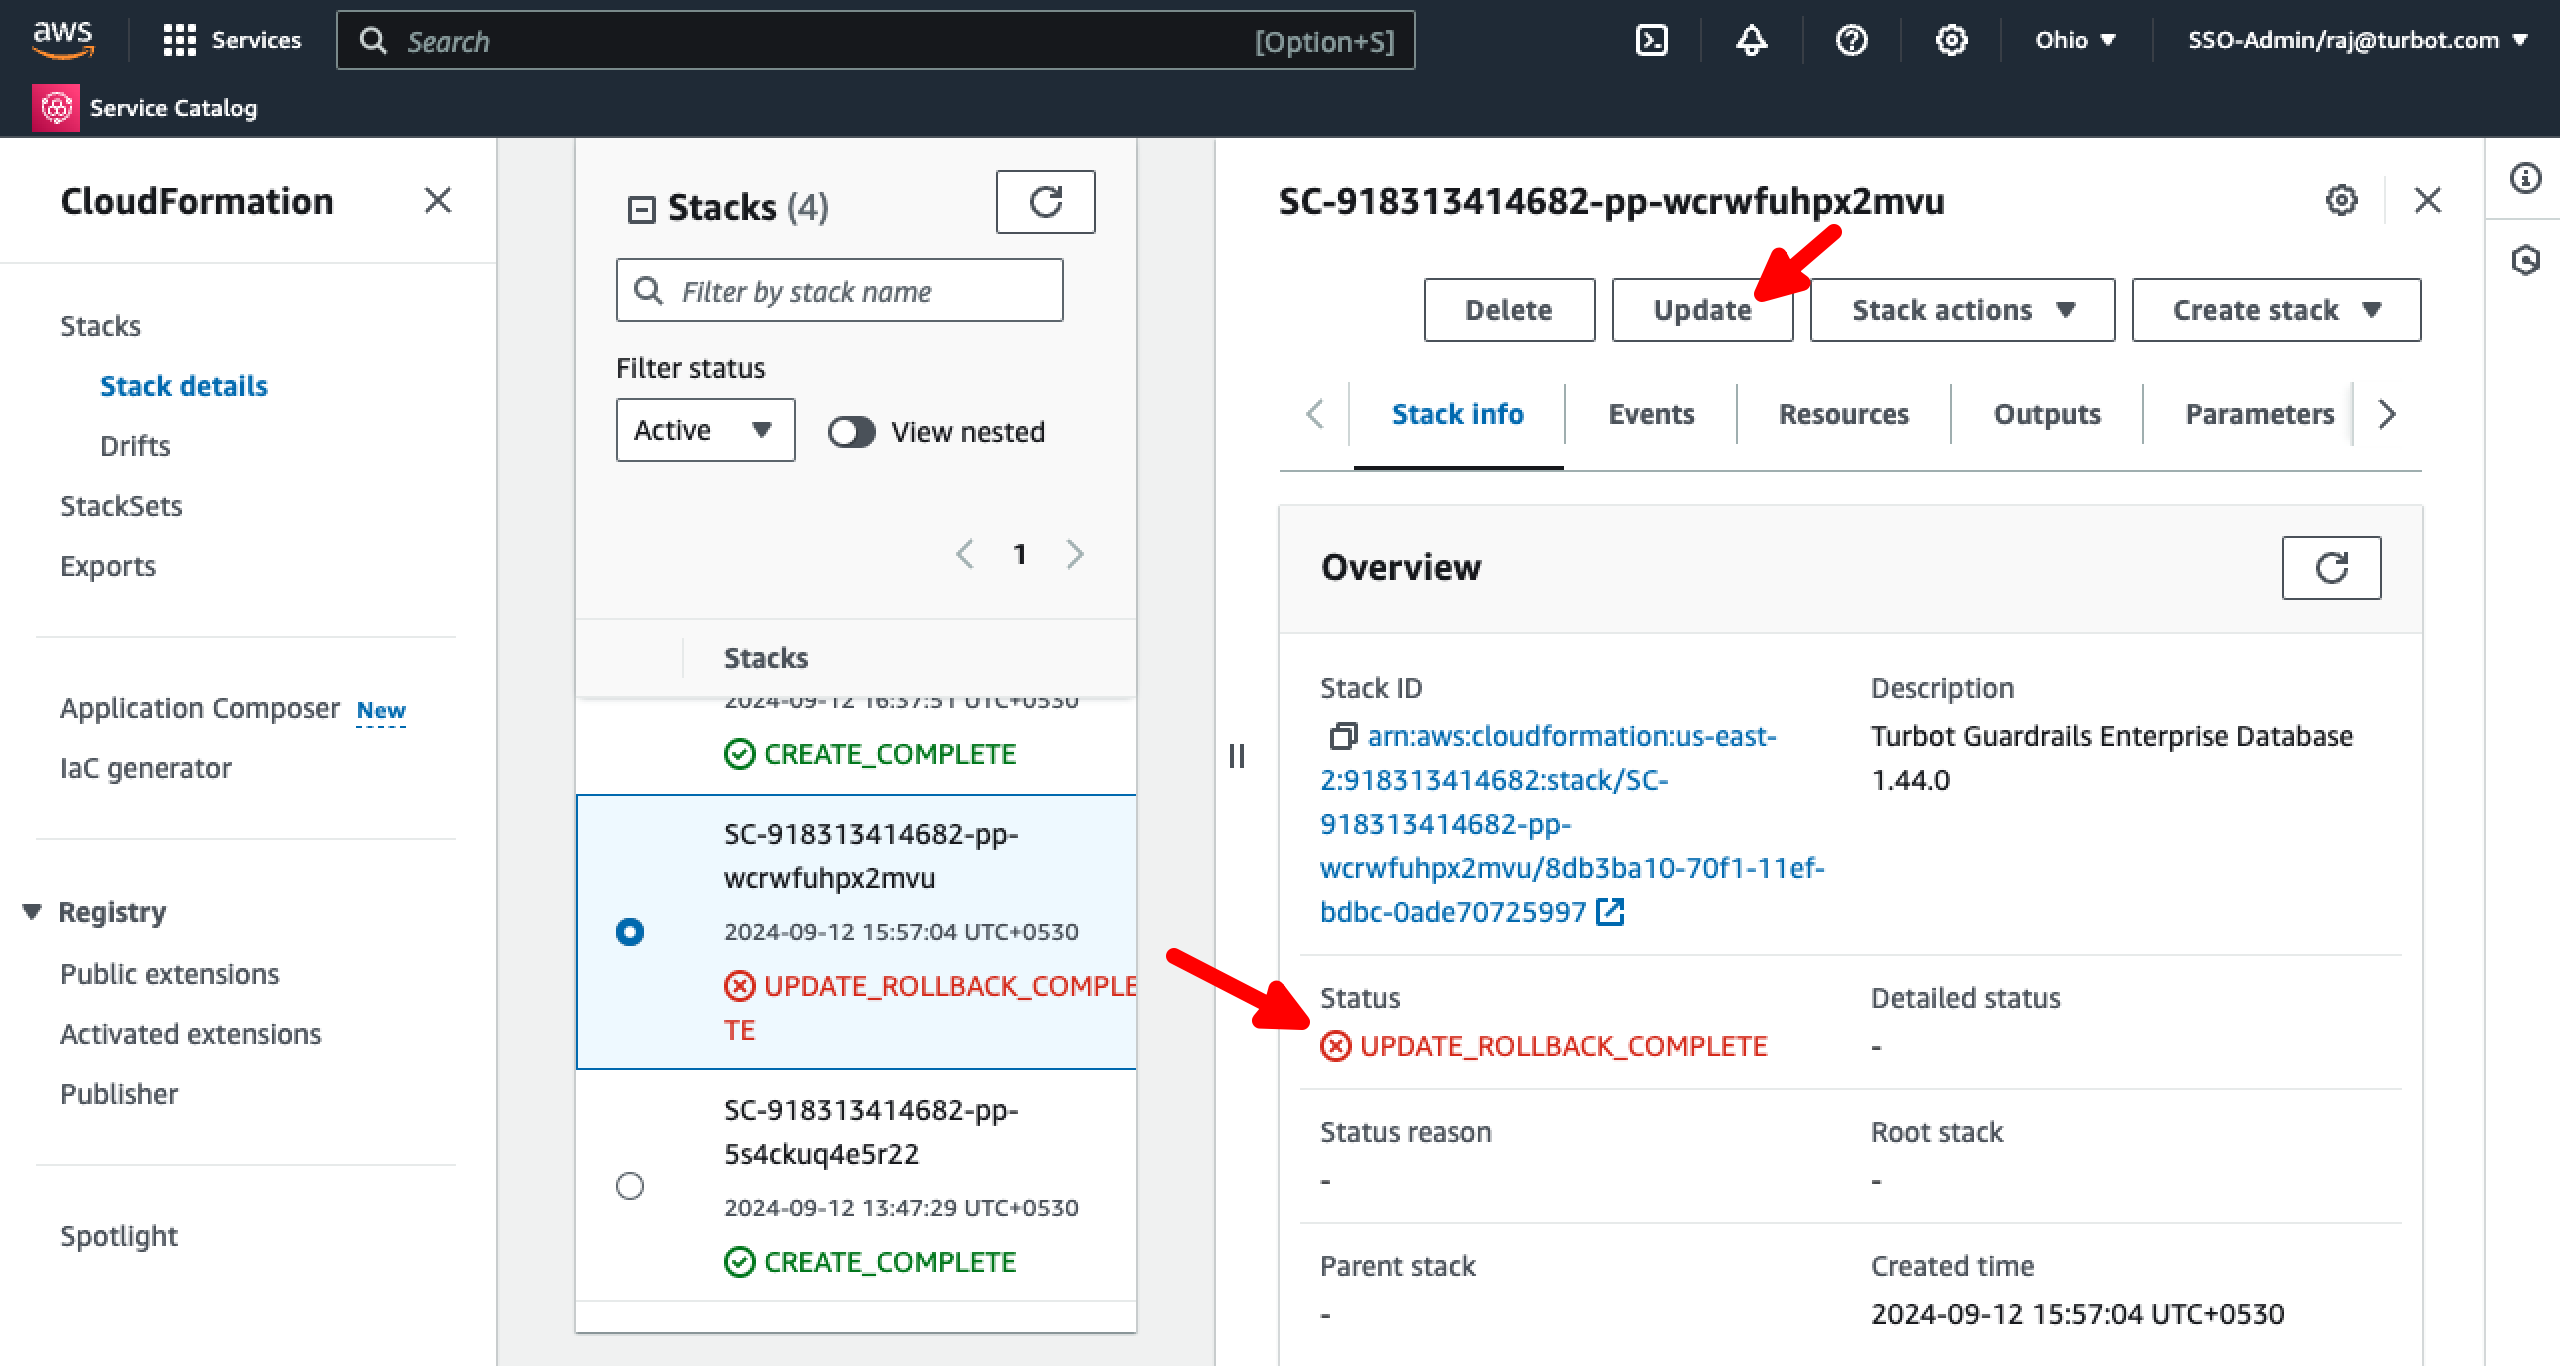 aws
Services
Search
[Option+S]
Ohio
SSO-Admin/raj@turbot.com
Service Catalog
CloudFormation
Stacks
Stack details
Drifts
StackSets
Exports
Application Composer New
IaC generator
Registry
Public extensions
Activated extensions
Publisher
Spotlight
Stacks (4)
Filter by stack name
Filter status
Active
View nested
1
Stacks
2024-09-12 16:37:51 UTC+0530
CREATE_COMPLETE
SC-918313414682-pp-
wcrwfuhpx2mvu
2024-09-12 15:57:04 UTC+0530
UPDATE_ROLLBACK_COMPLE
TE
SC-918313414682-pp-
5s4ckuq4e5r22
2024-09-12 13:47:29 UTC+0530
CREATE_COMPLETE
SC-918313414682-pp-wcrwfuhpx2mvu
Delete
Update
Stack actions
Create stack
Stack info
Events
Resources
Outputs
Parameters
Overview
Stack ID
arn:aws:cloudformation:us-east-
2:918313414682:stack/SC-
918313414682-pp-
wcrwfuhpx2mvu/8db3ba10-70f1-11ef-
bdbc-0ade70725997
Description
Turbot Guardrails Enterprise Database
1.44.0
Status
UPDATE_ROLLBACK_COMPLETE
Detailed status
-
Status reason
-
Root stack
-
Parent stack
-
Created time
2024-09-12 15:57:04 UTC+0530